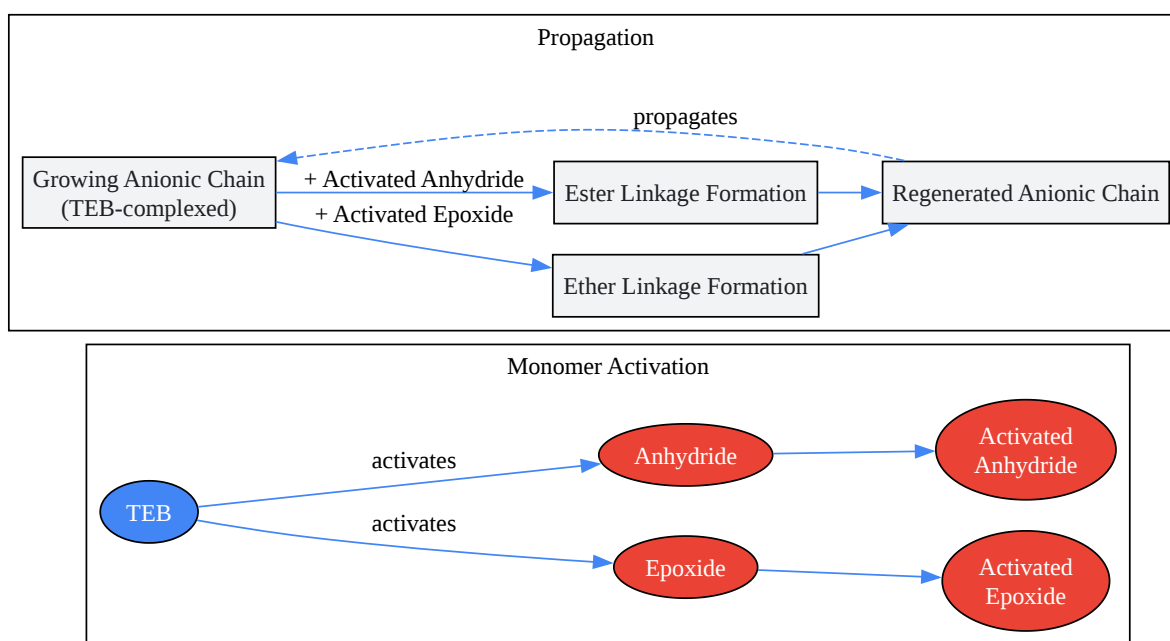 Propagation
propagates
Growing Anionic Chain
(TEB-complexed)
+ Activated Anhydride
+ Activated Epoxide
Ester Linkage Formation
Regenerated Anionic Chain
Ether Linkage Formation
Monomer Activation
TEB
activates
activates
Anhydride
Activated
Anhydride
Epoxide
Activated
Epoxide